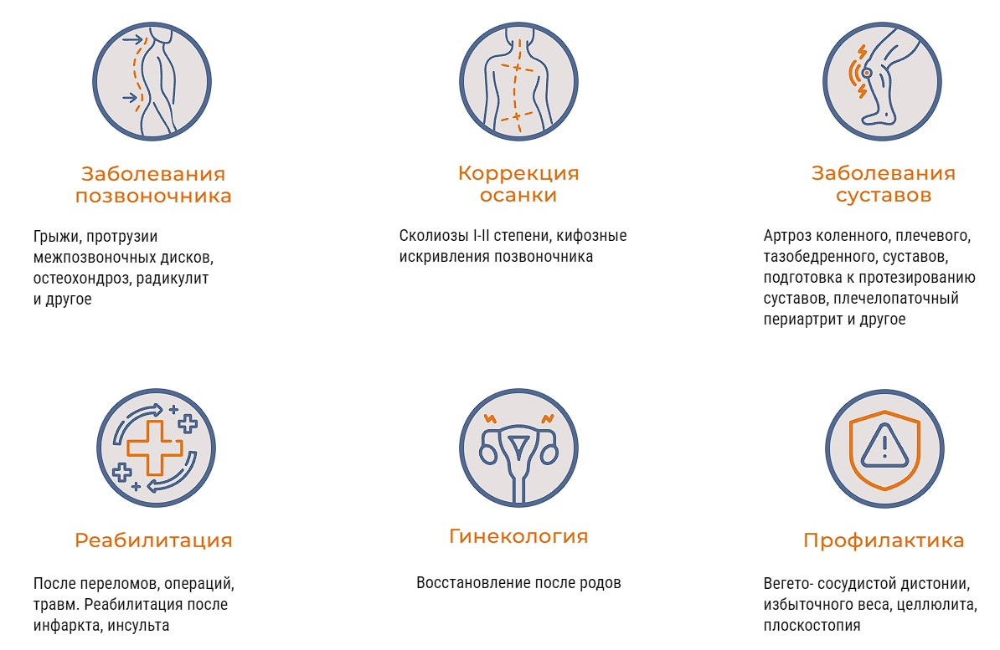 Заболевания
позвоночника
Грыжи, протрузии
межпозвоночных дисков,
остеохондроз, радикулит
и другое
Коррекция
осанки
Сколиозы I-II степени, кифозные
искривления позвоночника
Заболевания
суставов
Артроз коленного, плечевого,
тазобедренного, суставов,
подготовка к протезированию
суставов, плечелопаточный
периартрит и другое
Реабилитация
После переломов, операций,
травм. Реабилитация после
инфаркта, инсульта
Гинекология
Восстановление после родов
Профилактика
Вегето- сосудистой дистонии,
избыточного веса, целлюлита,
плоскостопия